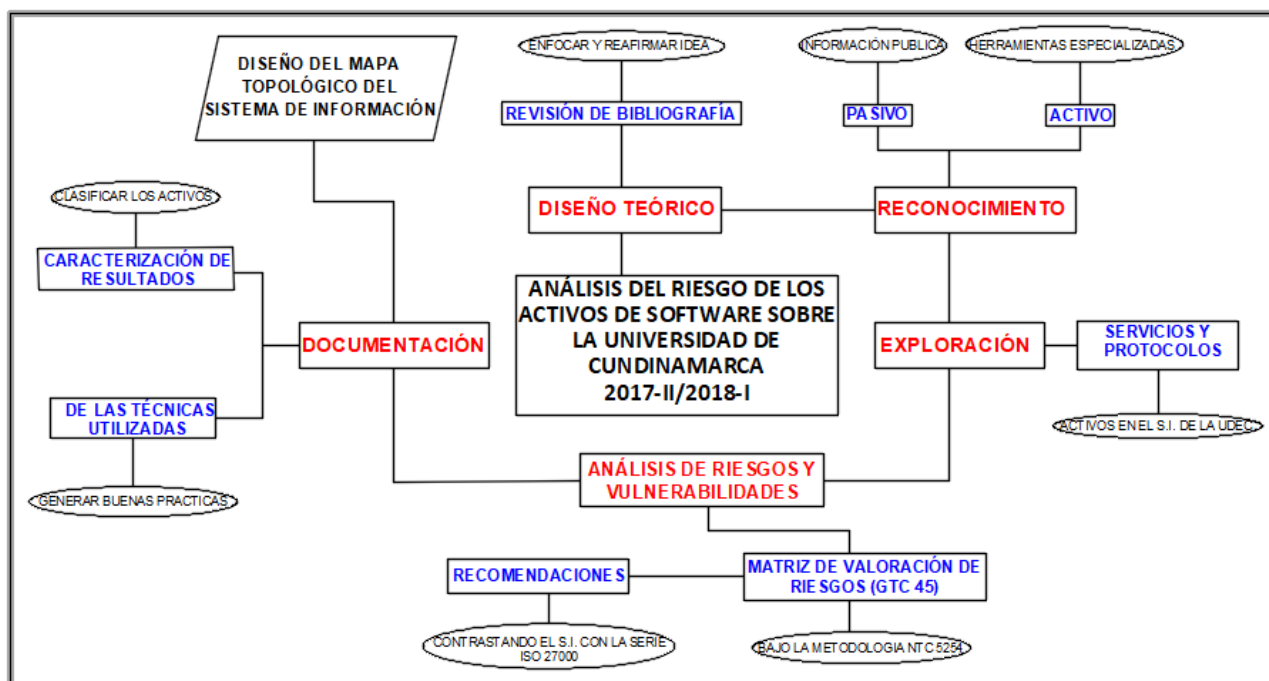 DISEÑO DEL MAPA
TOPOLÓGICO DEL
SISTEMA DE INFORMACIÓN
ENFOCAR Y REAFIRMAR IDEA
INFORMACIÓN PUBLICA
HERRAMIENTAS ESPECIALIZADAS
REVISIÓN DE BIBLIOGRAFÍA
PASIVO
ACTIVO
CLASIFICAR LOS ACTIVOS
DISEÑO TEÓRICO
RECONOCIMIENTO
CARACTERIZACIÓN DE
RESULTADOS
ANÁLISIS DEL RIESGO DE LOS
ACTIVOS DE SOFTWARE SOBRE
LA UNIVERSIDAD DE
CUNDINAMARCA
2017-II/2018-I
DOCUMENTACIÓN
EXPLORACIÓN
SERVICIOS Y
PROTOCOLOS
DE LAS TÉCNICAS
UTILIZADAS
ACTIVOS EN EL S.I. DE LA UDEC.
ANÁLISIS DE RIESGOS Y
VULNERABILIDADES
GENERAR BUENAS PRACTICAS
RECOMENDACIONES
MATRIZ DE VALORACIÓN DE
RIESGOS (GTC 45)
CONTRASTANDO EL S.I. CON LA SERIE
ISO 27000
BAJO LA METODOLOGIA NTC 5254